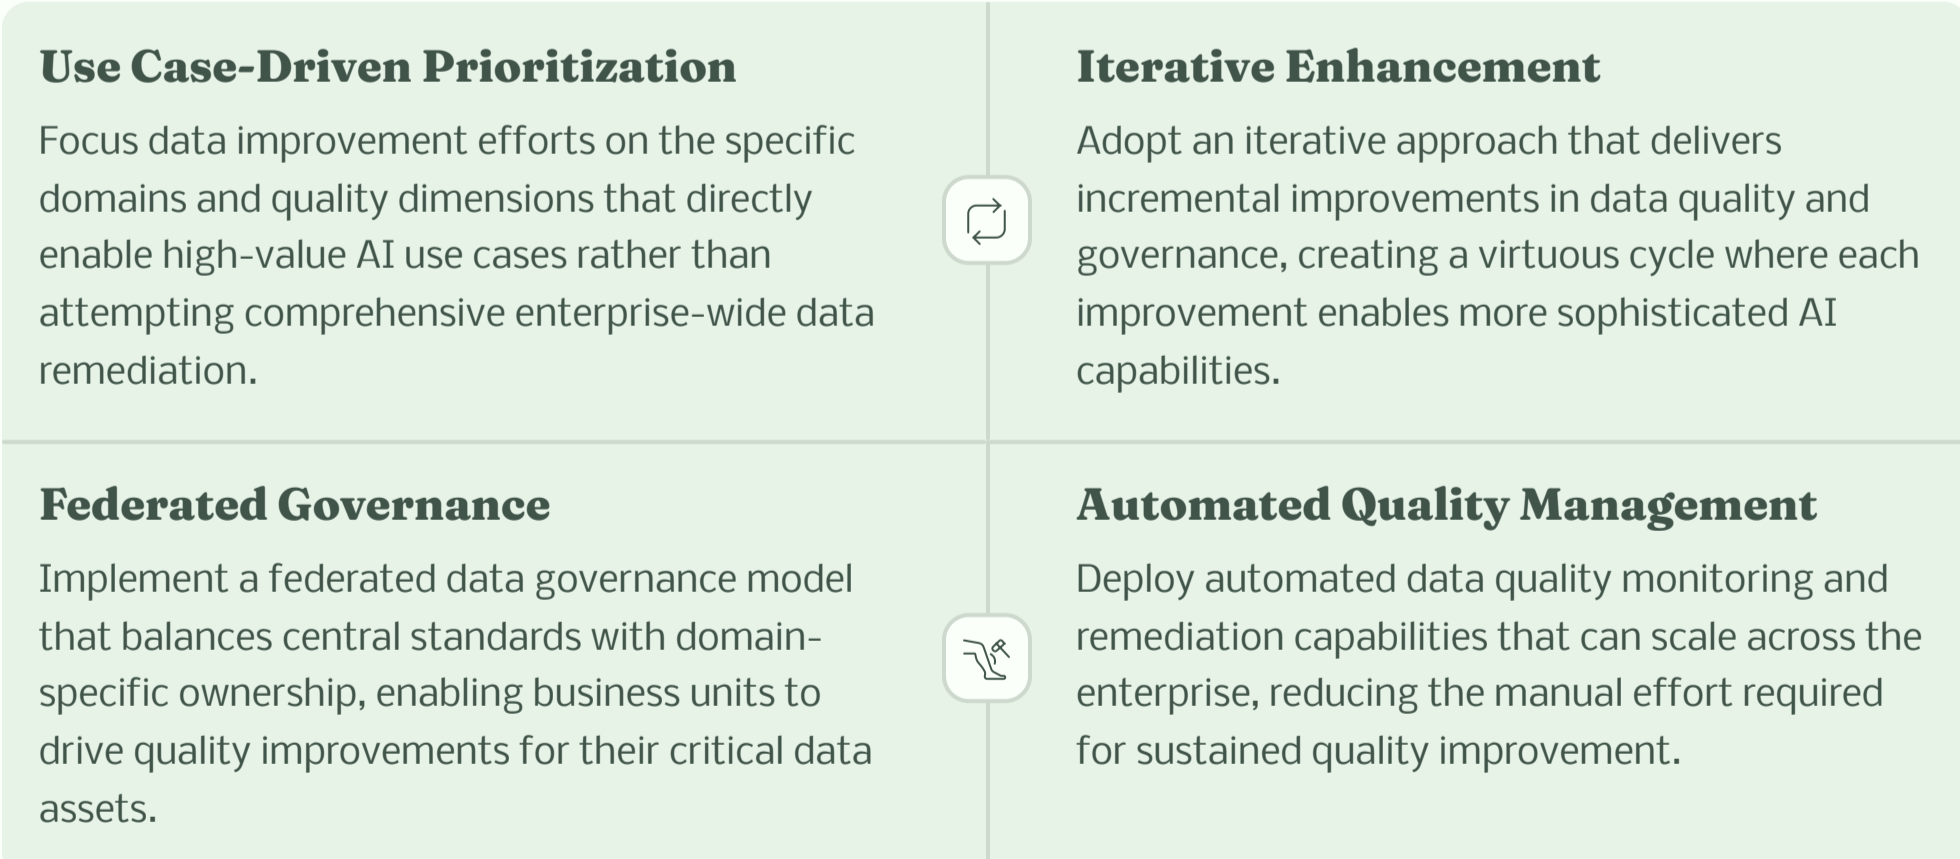 Use Case-Driven Prioritization
Focus data improvement efforts on the specific
domains and quality dimensions that directly
enable high-value AI use cases rather than
attempting comprehensive enterprise-wide data
remediation.
Iterative Enhancement
Adopt an iterative approach that delivers
incremental improvements in data quality and
governance, creating a virtuous cycle where each
improvement enables more sophisticated AI
capabilities.
Federated Governance
Implement a federated data governance model
that balances central standards with domain-
specific ownership, enabling business units to
drive quality improvements for their critical data
assets.
Automated Quality Management
Deploy automated data quality monitoring and
remediation capabilities that can scale across the
enterprise, reducing the manual effort required
for sustained quality improvement.